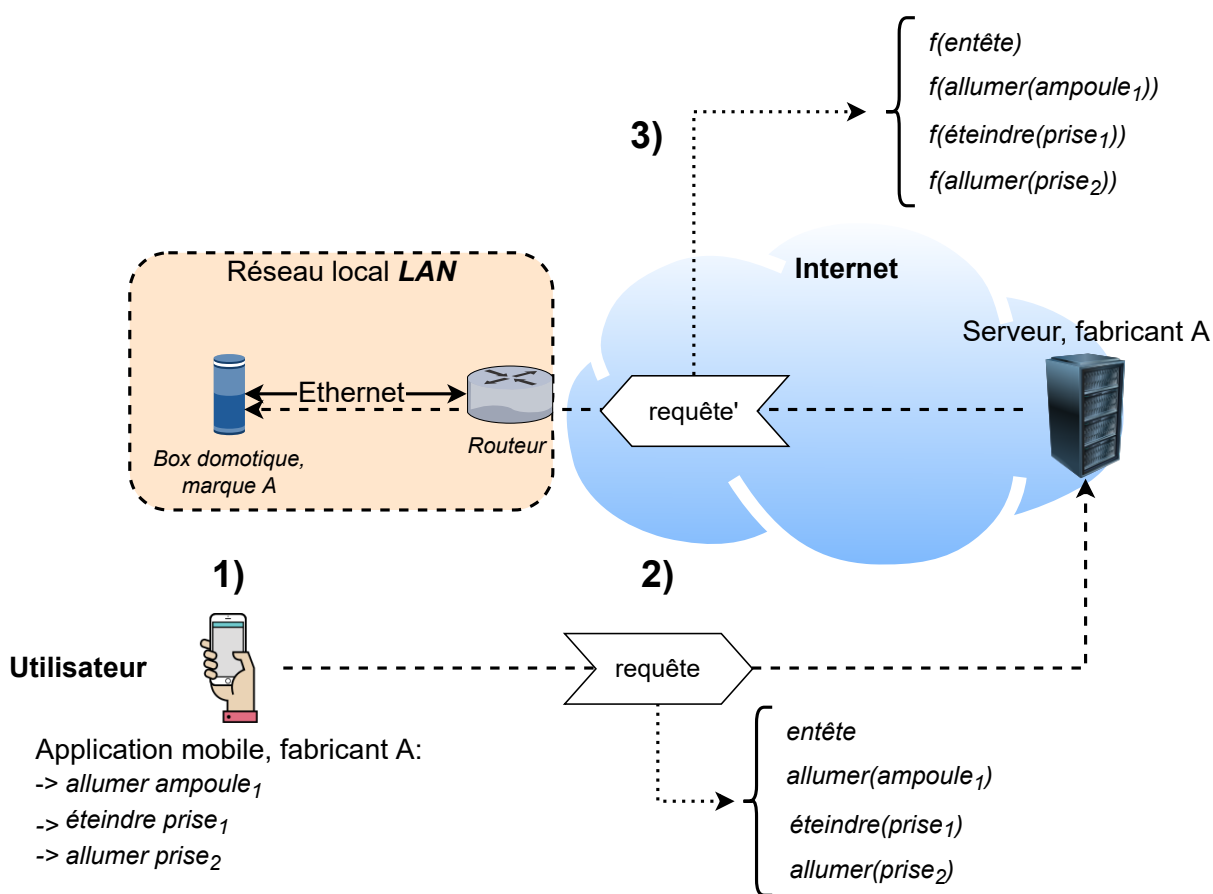 f(entête)
f(allumer(ampoule₁))
3)
f(éteindre(prise₁))
f(allumer(prise₂))
Réseau local LAN
Internet
Serveur, fabricant A
Ethernet
requête'
Routeur
Box domotique,
marque A
1)
2)
Utilisateur
requête
Application mobile, fabricant A:
-> allumer ampoule₁
-> éteindre prise₁
-> allumer prise₂
entête
allumer(ampoule₁)
éteindre(prise₁)
allumer(prise₂)